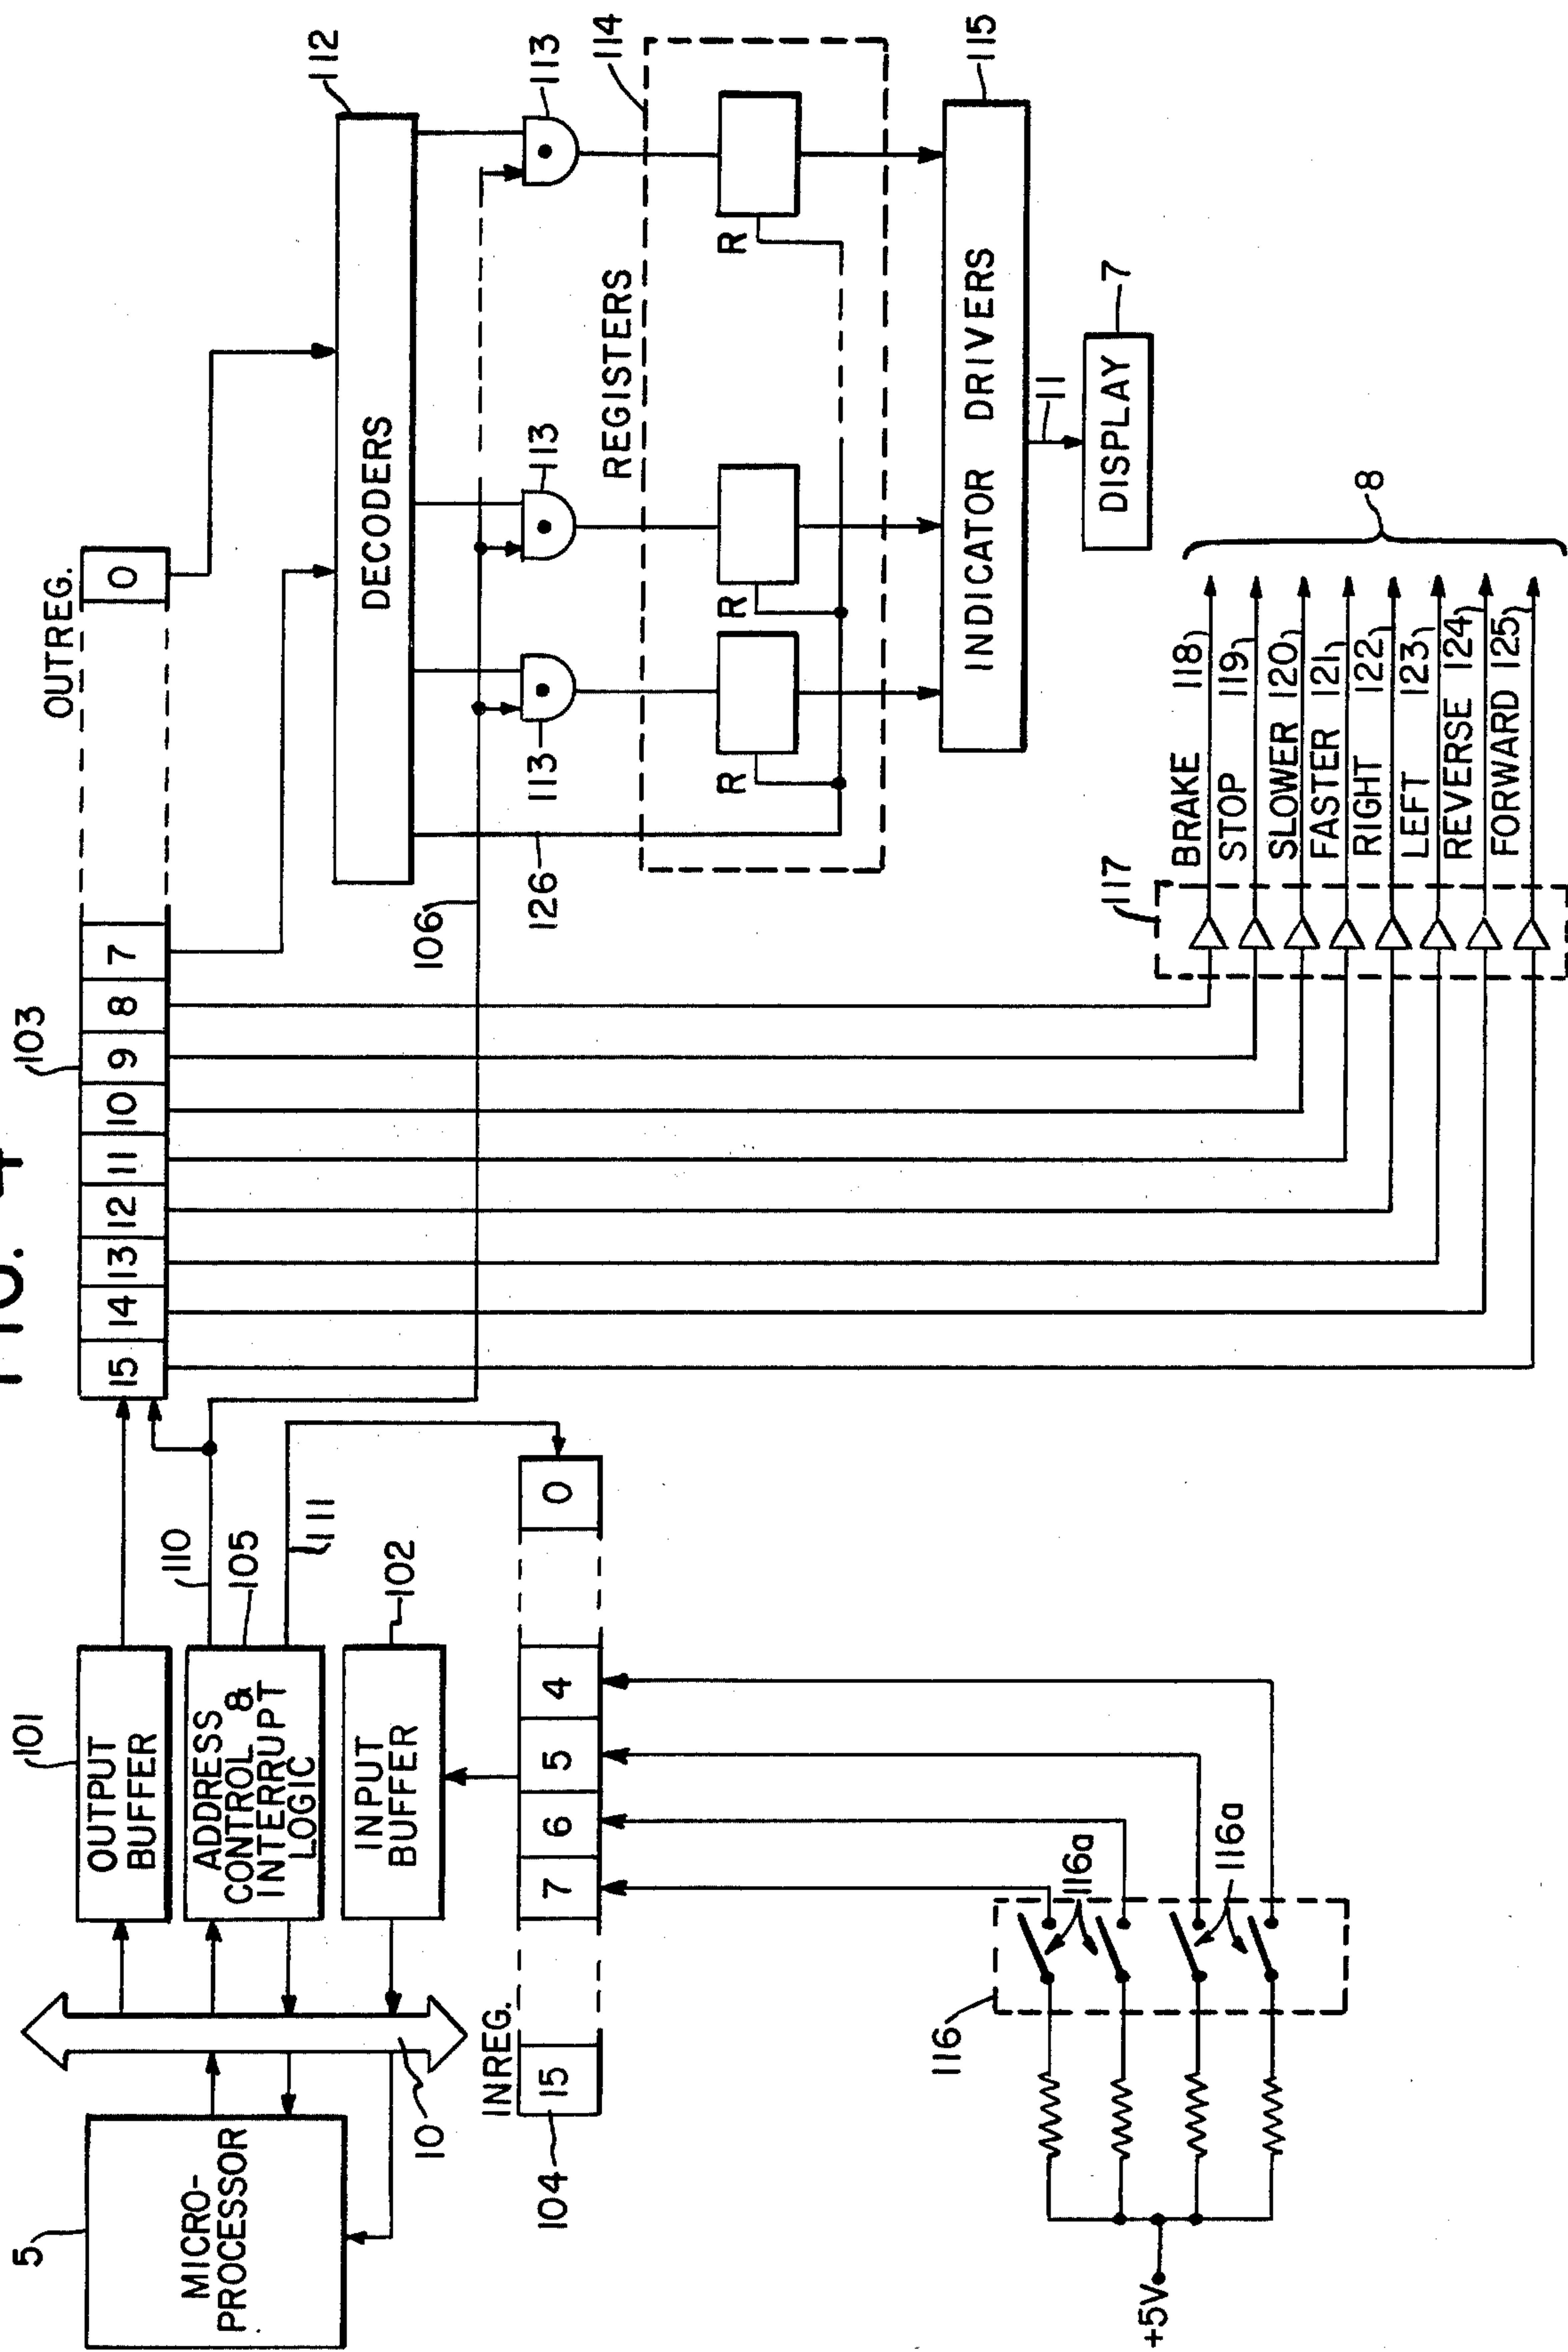 FIG. 4
5
MICRO-
PROCESSOR
10
101
OUTPUT
BUFFER
ADDRESS
CONTROL &
INTERRUPT
LOGIC
105
110
111
INPUT
BUFFER
102
INREG.
104
15
7
6
5
4
0
+5V
116
116a
116a
103
OUTREG.
15
14
13
12
11
10
9
8
7
0
DECODERS
112
106
126
113
113
113
REGISTERS
114
R
R
R
INDICATOR DRIVERS
115
11
DISPLAY
7
117
BRAKE 118
STOP 119
SLOWER 120
FASTER 121
RIGHT 122
LEFT 123
REVERSE 124
FORWARD 125
8